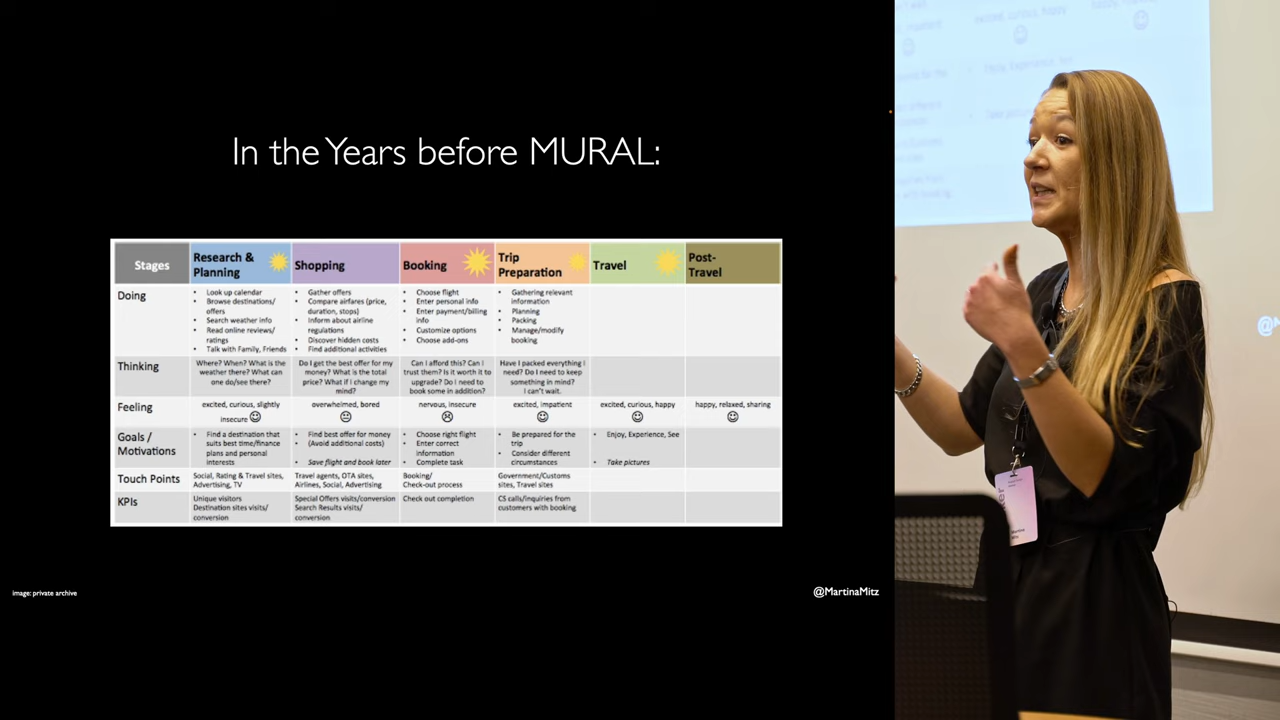 In the Years before MURAL:
Stages
Research &
Planning
Shopping
Booking
Trip
Preparation
Travel
Post-
Travel
Doing
• Look up calendar
• Browse destinations/
offers
• Search weather info
• Read online reviews/
ratings
• Talk with Family, Friends
• Gather offers
• Compare airfares (price,
duration, stops)
• Inform about airline
regulations
• Discover hidden costs
• Find additional activities
• Choose flight
• Enter personal info
• Enter payment/billing
info
• Customize options
• Choose add-ons
• Gathering relevant
information
• Planning
• Packing
• Manage/modify
booking
Thinking
Where? When? What is the
weather there? What can
one do/see there?
Do I get the best offer for my
money? What is the total
price? What if I change my
mind?
Can I afford this? Can I
trust them? Is it worth it to
upgrade? Do I need to
book some in addition?
Have I packed everything I
need? Do I need to keep
something in mind?
I can't wait.
Feeling
excited, curious, slightly
insecure
overwhelmed, bored
nervous, insecure
excited, impatient
excited, curious, happy
happy, relaxed, sharing
Goals /
Motivations
• Find a destination that
suits best time/finance
plans and personal
interests
• Find best offer for money
• (Avoid additional costs)
• Save flight and book later
• Choose right flight
• Enter correct
information
• Complete task
• Be prepared for the
trip
• Consider different
circumstances
• Enjoy, Experience, See
• Take pictures
Touch Points
Social, Rating & Travel sites,
Advertising, TV
Travel agents, OTA sites,
Airlines, Social, Advertising
Booking/
Check-out process
Government/Customs
sites, Travel sites
KPIs
Unique visitors
Destination sites visits/
conversion
Special Offers visits/conversion
Search Results visits/
conversion
Check out completion
CS calls/inquiries from
customers with booking
image: private archive
@MartinaMitz
excited, curious, happy
@M